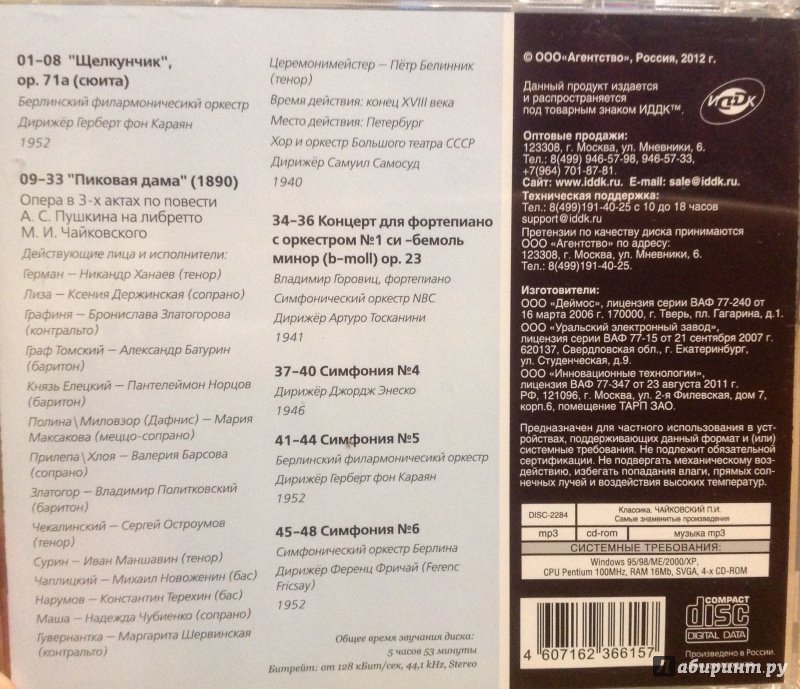 01–08 "Щелкунчик",
op. 71a (сюита)
Берлинский филармоничесикй оркестр
Дирижёр Герберт фон Караян
1952
09–33 "Пиковая дама" (1890)
Опера в 3-х актах по повести
А. С. Пушкина на либретто
М. И. Чайковского
Действующие лица и исполнители:
Герман — Никандр Ханаев (тенор)
Лиза — Ксения Держинская (сопрано)
Графиня — Бронислава Златогорова
(контральто)
Граф Томский — Александр Батурин
(баритон)
Князь Елецкий — Пантелеймон Норцов
(баритон)
Полина\Миловзор (Дафнис) — Мария
Максакова (меццо-сопрано)
Прилепа\Хлоя — Валерия Барсова
(сопрано)
Златогор — Владимир Политковский
(баритон)
Чекалинский — Сергей Остроумов
(тенор)
Сурин — Иван Маншавин (тенор)
Чаплицкий — Михаил Новоженин (бас)
Нарумов — Константин Терехин (бас)
Маша — Надежда Чубиенко (сопрано)
Гувернантка — Маргарита Шервинская
(контральто)
Церемонимейстер — Пётр Белинник
(тенор)
Время действия: конец XVIII века
Место действия: Петербург
Хор и оркестр Большого театра СССР
Дирижёр Самуил Самосуд
1940
34–36 Концерт для фортепиано
с оркестром №1 си –бемоль
минор (b–moll) op. 23
Владимир Горовиц, фортепиано
Симфонический оркестр NBC
Дирижёр Артуро Тосканини
1941
37–40 Симфония №4
Дирижёр Джордж Энеско
1946
41–44 Симфония №5
Берлинский филармоничесикй оркестр
Дирижёр Герберт фон Караян
1952
45–48 Симфония №6
Симфонический оркестр Берлина
Дирижёр Ференц Фричай (Ferenc
Fricsay)
1952
Общее время звучания диска:
5 часов 53 минуты
Битрейт: от 128 кБит/сек, 44,1 kHz, Stereo
© ООО«Агентство», Россия, 2012 г.
Данный продукт издается
и распространяется
под товарным знаком ИДДК™.
ИДДК
Оптовые продажи:
123308, г. Москва, ул. Мневники, 6.
Тел.: 8(499) 946-57-98, 946-57-33,
+7(964) 701-87-81.
Сайт: www.iddk.ru. E-mail: sale@iddk.ru.
Техническая поддержка:
Тел.: 8(499)191-40-25 с 10 до 18 часов
support@iddk.ru
Претензии по качеству диска принимаются
ООО «Агентство» по адресу:
123308, г. Москва, ул. Мневники, 6.
Тел.: 8(499)191-40-25.
Изготовители:
ООО «Деймос», лицензия серии ВАФ 77-240 от
16 марта 2006 г. 170000, г. Тверь, пл. Гагарина, д.1.
ООО «Уральский электронный завод»,
лицензия серии ВАФ 77-15 от 21 сентября 2007 г.
620137, Свердловская обл., г. Екатеринбург,
ул. Студенческая, д.9.
ООО «Инновационные технологии»,
лицензия ВАФ 77-347 от 23 августа 2011 г.
РФ, 121096, г. Москва, ул. 2-я Филевская, дом 7,
корп.6, помещение ТАРП ЗАО.
Предназначен для частного использования в уст-
ройствах, поддерживающих данный формат и (или)
системные требования. Не подлежит обязательной
сертификации. Не подвергать механическому воз-
действию, избегать попадания влаги, прямых сол-
нечных лучей и воздействия высоких температур.
DISC-2284
Классика. ЧАЙКОВСКИЙ П.И.
Самые знаменитые произведения
mp3 cd-rom музыка mp3
СИСТЕМНЫЕ ТРЕБОВАНИЯ:
Windows 95/98/ME/2000/XP,
CPU Pentium 100MHz, RAM 16Mb, SVGA, 4-x CD-ROM
4 607162 366157
COMPACT
disc
DIGITAL DATA
Произведено в России.
Лабиринт.ру